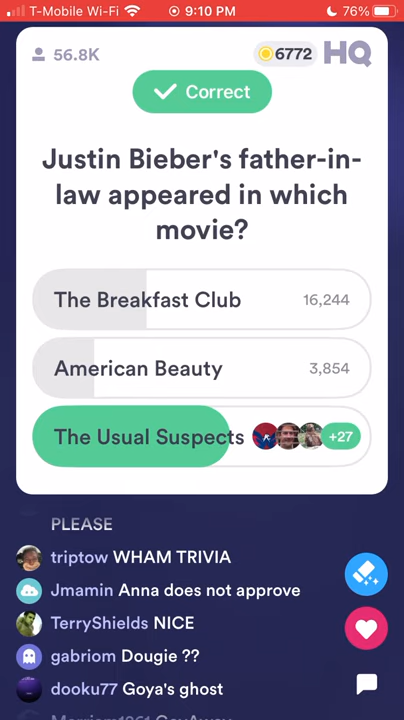 T-Mobile Wi-Fi 9:10 PM 76%
56.8K 6772 HQ
Correct
Justin Bieber's father-in-
law appeared in which
movie?
The Breakfast Club 16,244
American Beauty 3,854
The Usual Suspects +27
PLEASE
triptow WHAM TRIVIA
Jmamin Anna does not approve
TerryShields NICE
gabriom Dougie ??
dooku77 Goya's ghost